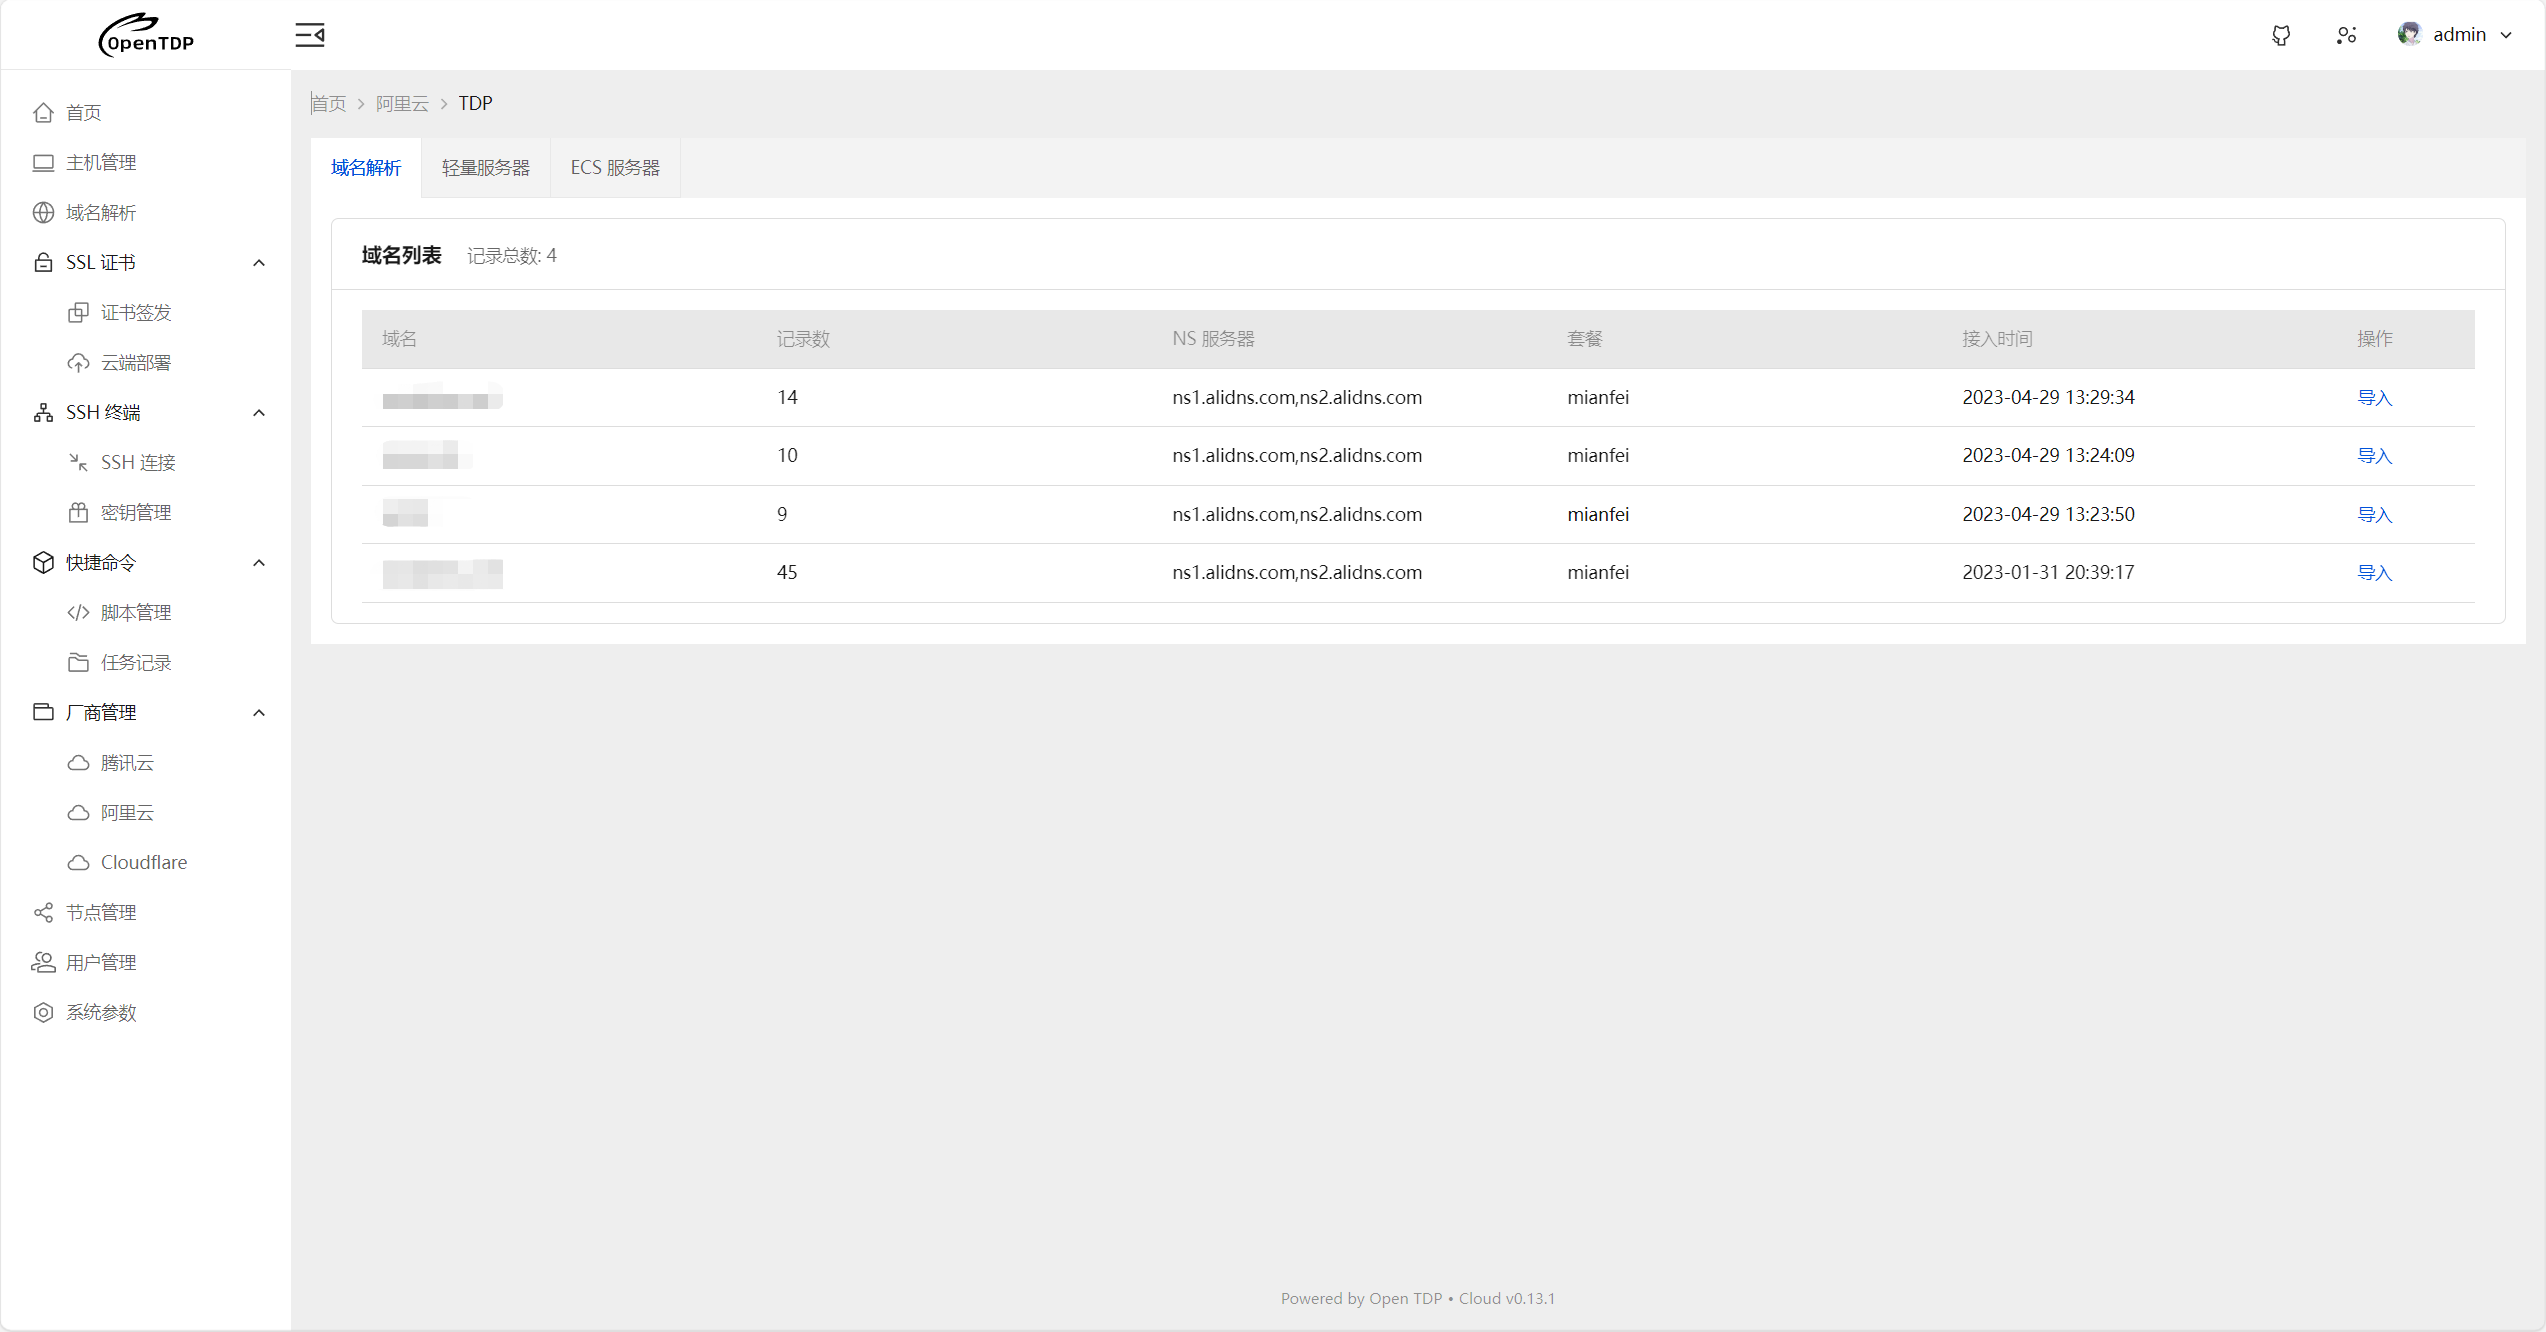 OpenTDP
admin
首页
主机管理
域名解析
SSL 证书
证书签发
云端部署
SSH 终端
SSH 连接
密钥管理
快捷命令
脚本管理
任务记录
厂商管理
腾讯云
阿里云
Cloudflare
节点管理
用户管理
系统参数
首页 > 阿里云 > TDP
域名解析 轻量服务器 ECS 服务器
域名列表 记录总数: 4
域名 记录数 NS 服务器 套餐 接入时间 操作
14 ns1.alidns.com,ns2.alidns.com mianfei 2023-04-29 13:29:34 导入
10 ns1.alidns.com,ns2.alidns.com mianfei 2023-04-29 13:24:09 导入
9 ns1.alidns.com,ns2.alidns.com mianfei 2023-04-29 13:23:50 导入
45 ns1.alidns.com,ns2.alidns.com mianfei 2023-01-31 20:39:17 导入
Powered by Open TDP • Cloud v0.13.1